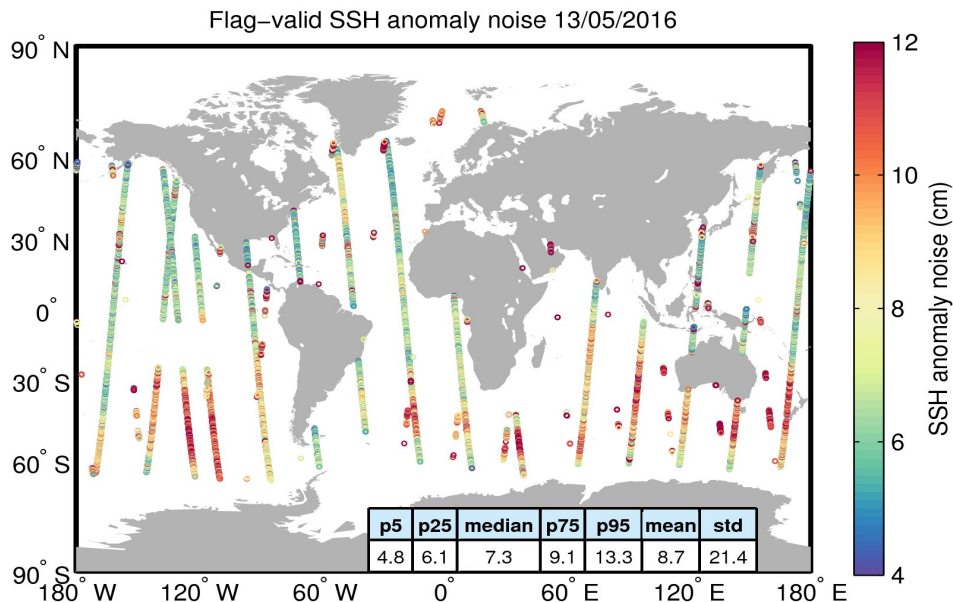 Flag−valid SSH anomaly noise 13/05/2016
90° N
60° N
30° N
0°
30° S
60° S
90° S
180° W
120° W
60° W
0°
60° E
120° E
180° E
p5 p25 median p75 p95 mean std
4.8 6.1 7.3 9.1 13.3 8.7 21.4
12
10
8
6
4
SSH anomaly noise (cm)